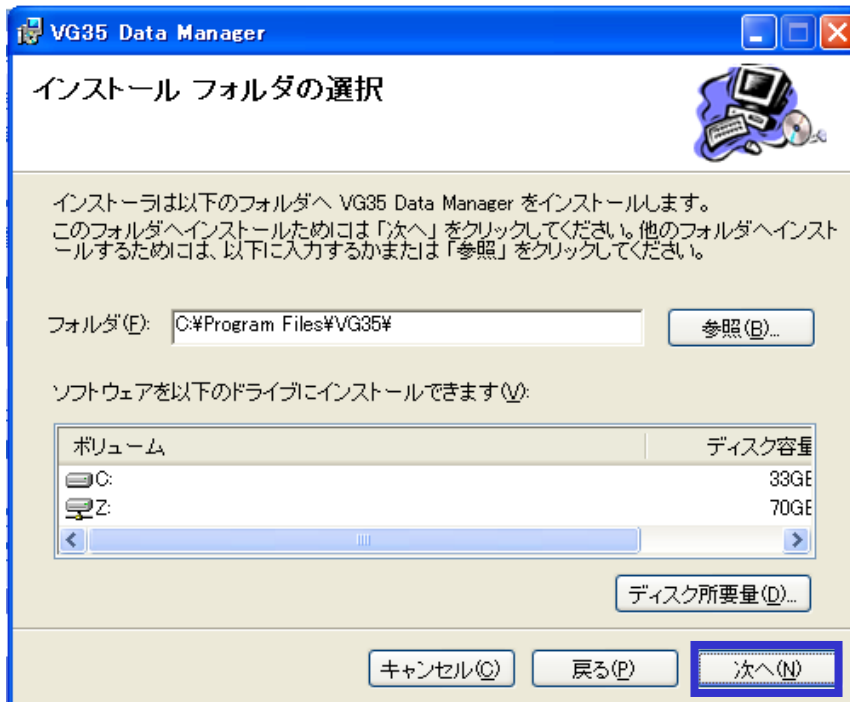 VG35 Data Manager
インストール フォルダの選択
インストーラは以下のフォルダへ VG35 Data Manager をインストールします。
このフォルダへインストールためには「次へ」をクリックしてください。他のフォルダへインスト
ールするためには、以下に入力するかまたは「参照」をクリックしてください。
フォルダ(F): C:¥Program Files¥VG35¥ 参照(B)...
ソフトウェアを以下のドライブにインストールできます(V):
ボリューム ディスク容量
C: 33GB
Z: 70GB
ディスク所要量(D)...
キャンセル(C) 戻る(P) 次へ(N)